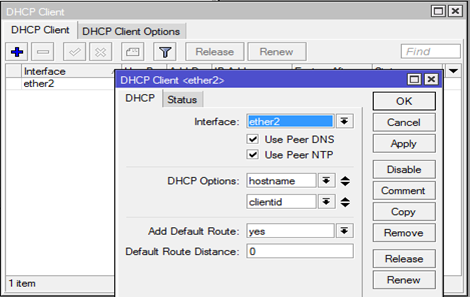 DHCP Client
DHCP Client DHCP Client Options
Release Renew Find
Interface
ether2
DHCP Client <ether2>
DHCP Status
Interface: ether2
Use Peer DNS
Use Peer NTP
DHCP Options: hostname
clientid
Add Default Route: yes
Default Route Distance: 0
OK
Cancel
Apply
Disable
Comment
Copy
Remove
Release
Renew
1 item